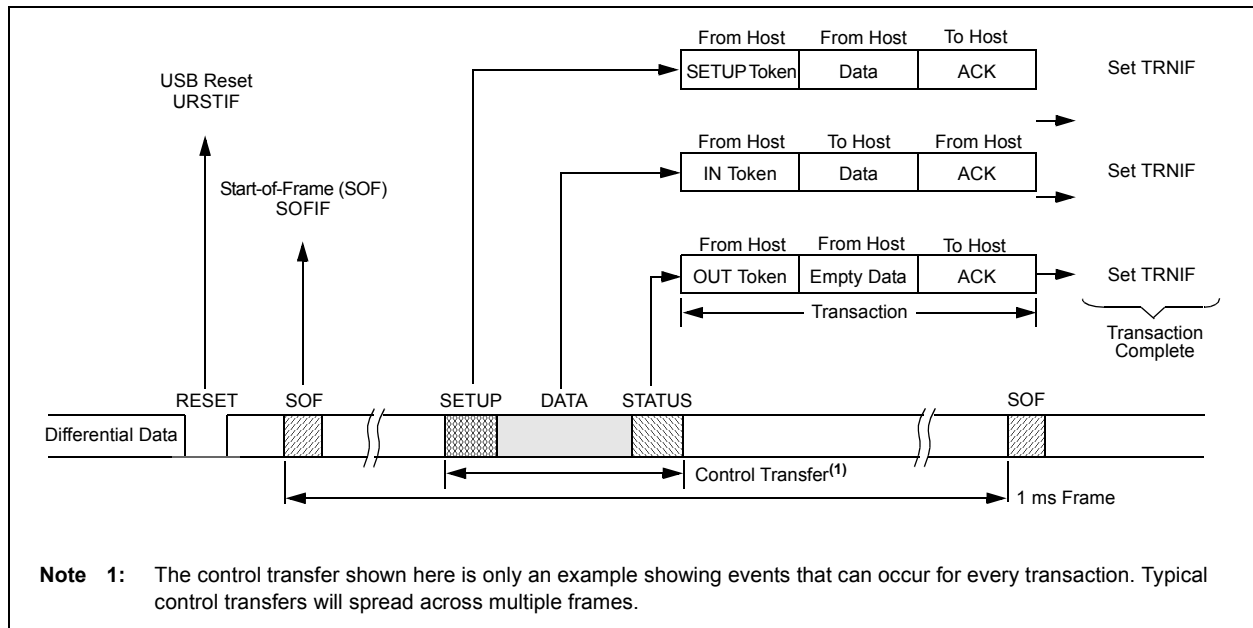 From Host From Host To Host
SETUP Token Data ACK Set TRNIF
USB Reset
URSTIF
From Host To Host From Host
IN Token Data ACK Set TRNIF
Start-of-Frame (SOF)
SOFIF
From Host From Host To Host
OUT Token Empty Data ACK Set TRNIF
Transaction
Transaction
Complete
RESET SOF SETUP DATA STATUS SOF
Differential Data
Control Transfer(1)
1 ms Frame
Note 1: The control transfer shown here is only an example showing events that can occur for every transaction. Typical
control transfers will spread across multiple frames.